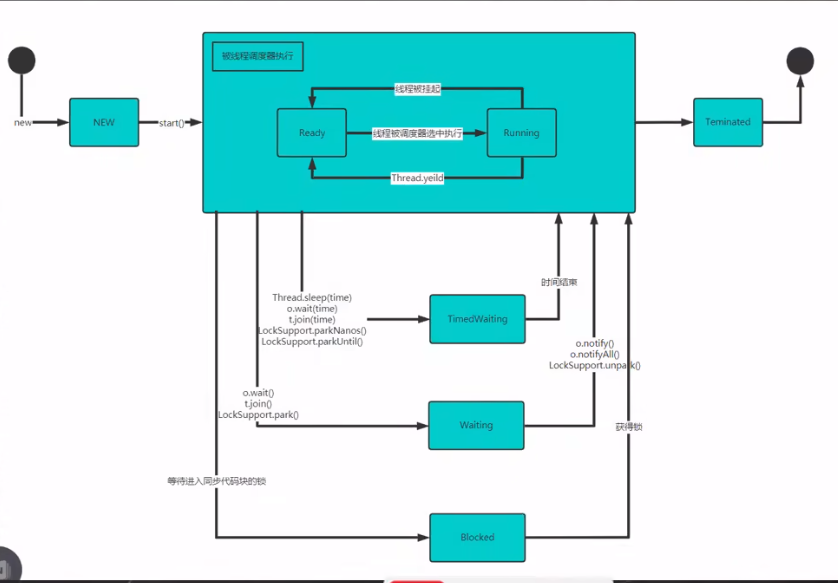 被线程调度器执行
线程被挂起
new
NEW
start()
Ready
线程被调度器选中执行
Running
Teminated
Thread.yeild
时间结束
Thread.sleep(time)
o.wait(time)
t.join(time)
LockSupport.parkNanos()
LockSupport.parkUntil()
TimedWaiting
o.notify()
o.notifyAll()
LockSupport.unpark()
o.wait()
t.join()
LockSupport.park()
Waiting
获得锁
等待进入同步代码块的锁
Blocked